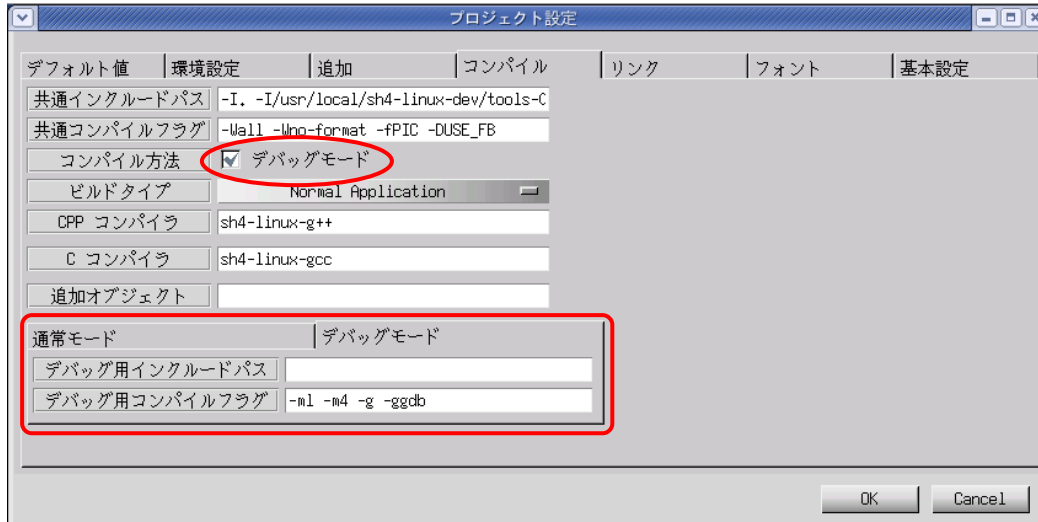 プロジェクト設定
デフォルト値 環境設定 追加 コンパイル リンク フォント 基本設定
共通インクルードパス -I. -I/usr/local/sh4-linux-dev/tools-C
共通コンパイルフラグ -Wall -Wno-format -fPIC -DUSE_FB
コンパイル方法 デバッグモード
ビルドタイプ Normal Application
CPP コンパイラ sh4-linux-g++
C コンパイラ sh4-linux-gcc
追加オブジェクト
通常モード デバッグモード
デバッグ用インクルードパス
デバッグ用コンパイルフラグ -ml -m4 -g -ggdb
OK Cancel